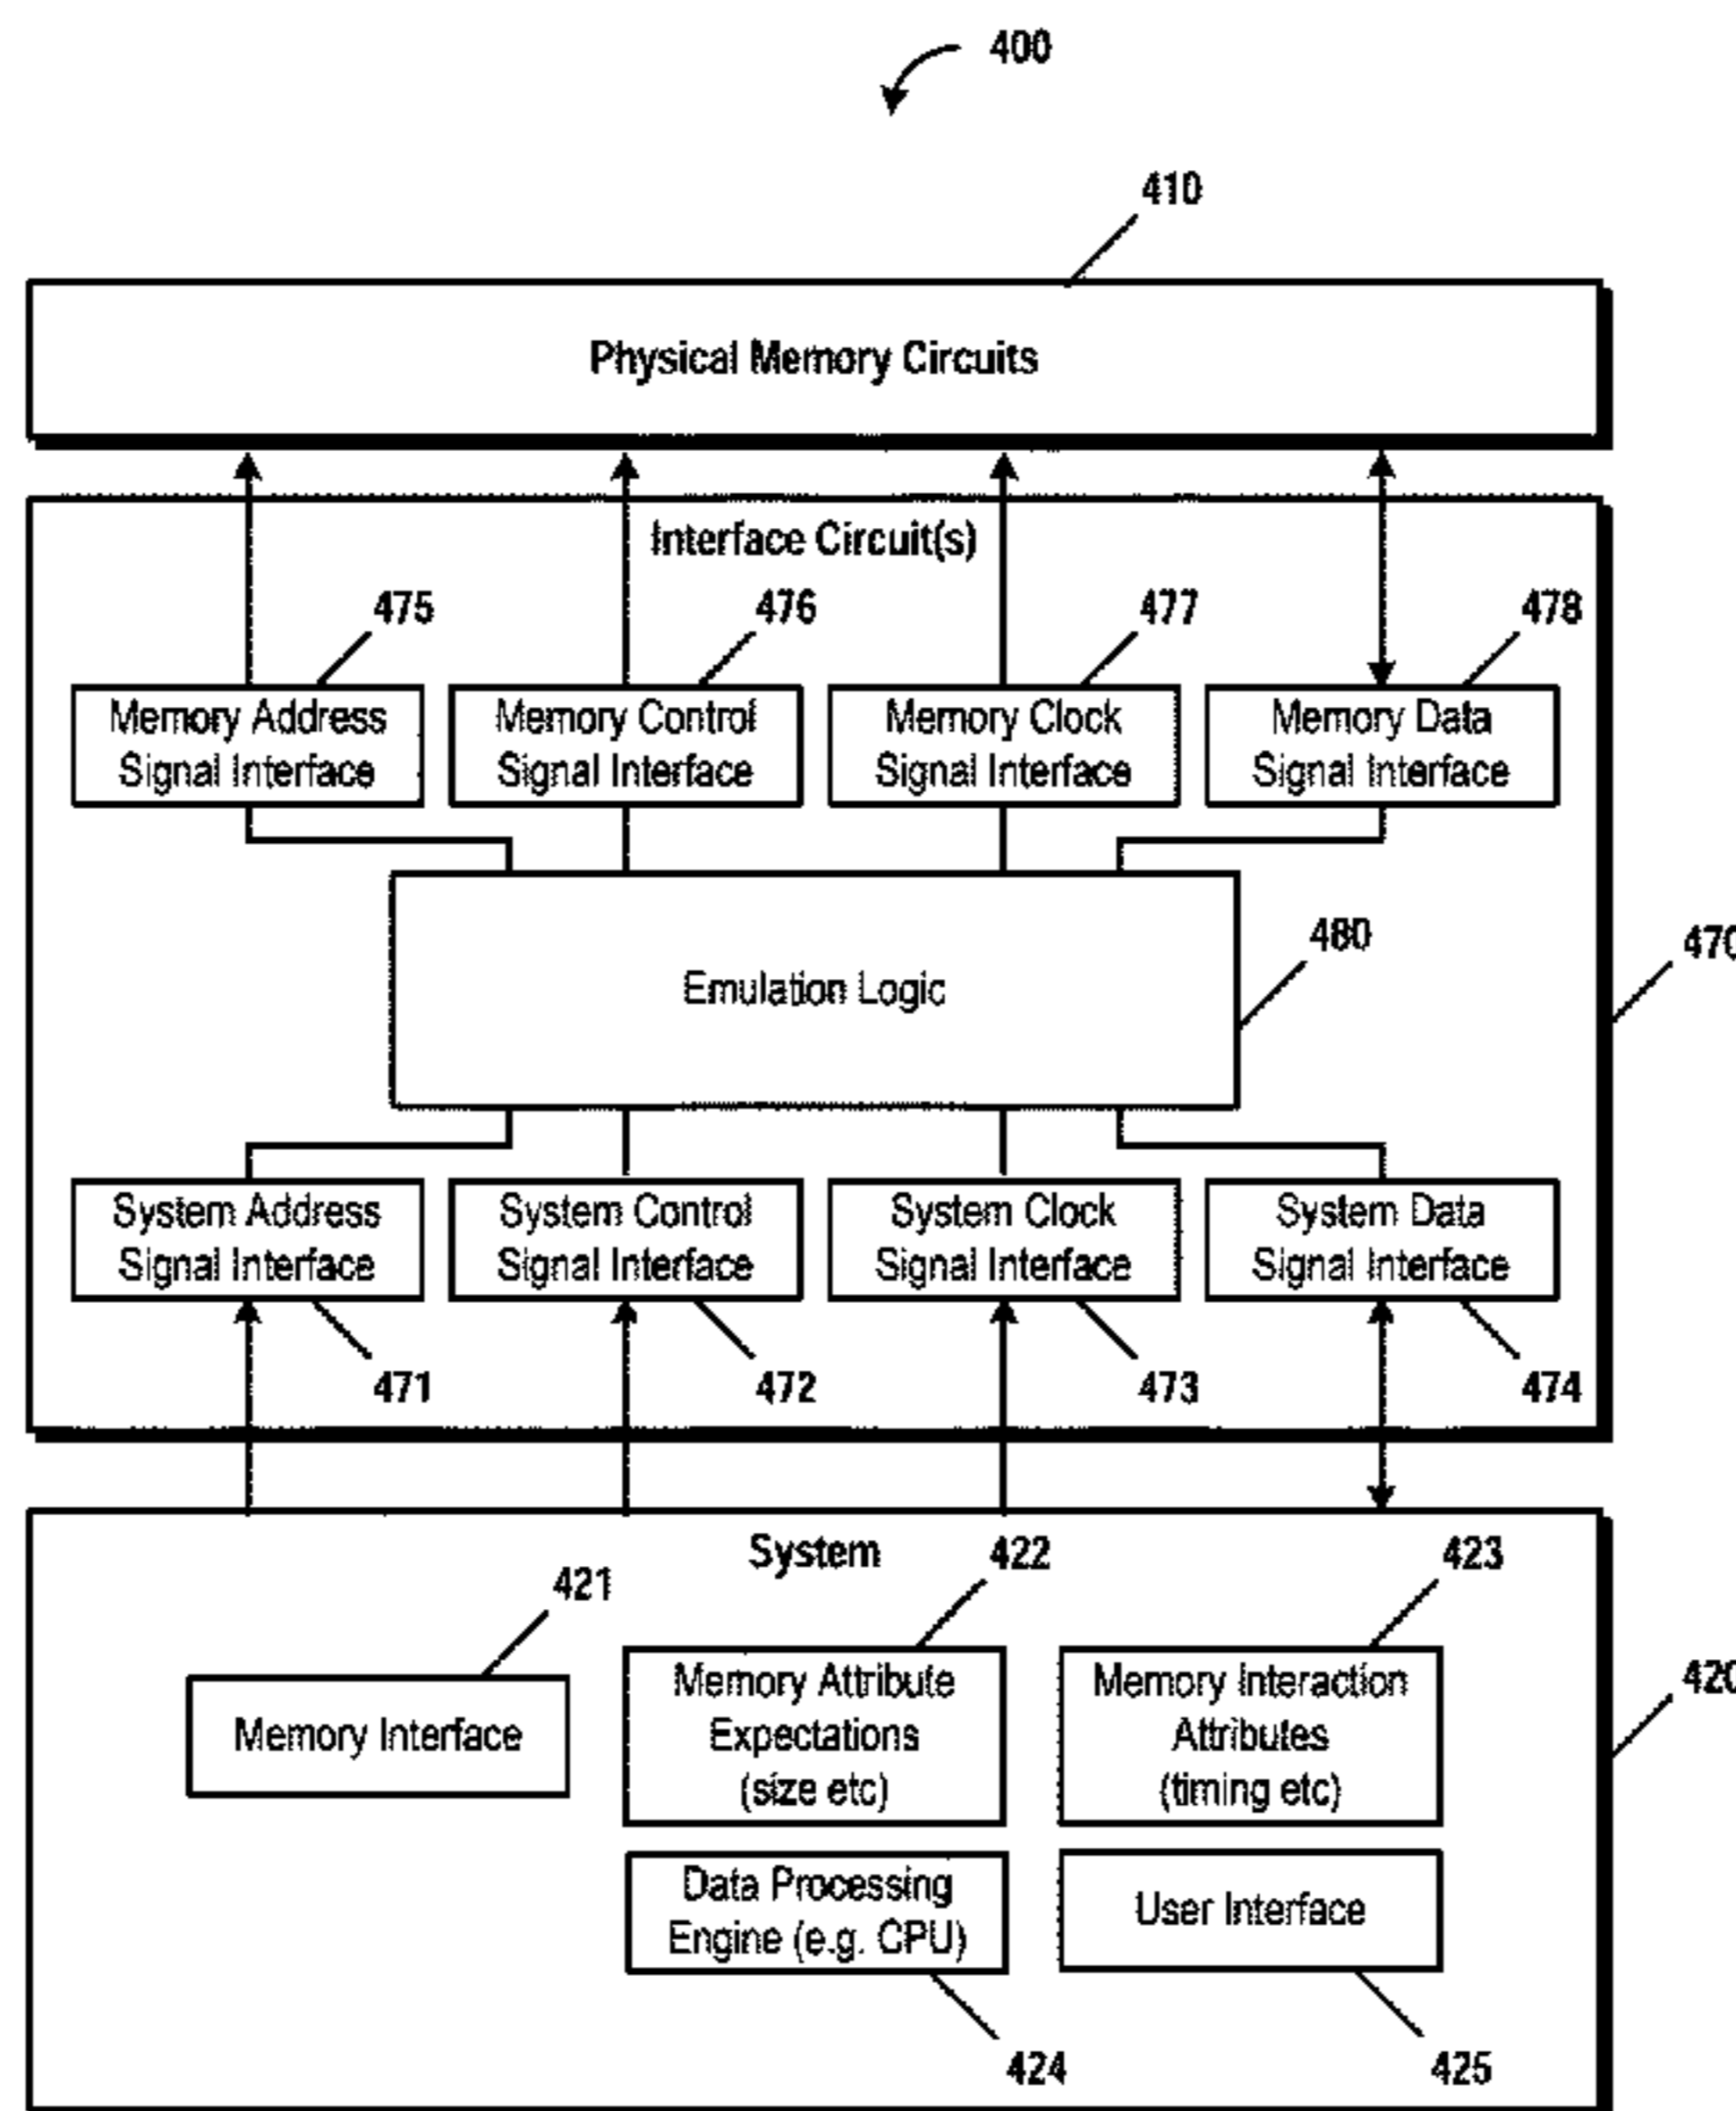 400
410
Physical Memory Circuits
Interface Circuit(s)
475
476
477
478
Memory Address
Signal Interface
Memory Control
Signal Interface
Memory Clock
Signal Interface
Memory Data
Signal Interface
480
470
Emulation Logic
System Address
Signal Interface
System Control
Signal Interface
System Clock
Signal Interface
System Data
Signal Interface
471
472
473
474
System
421
422
423
Memory Interface
Memory Attribute
Expectations
(size etc)
Memory Interaction
Attributes
(timing etc)
420
Data Processing
Engine (e.g. CPU)
User Interface
424
425